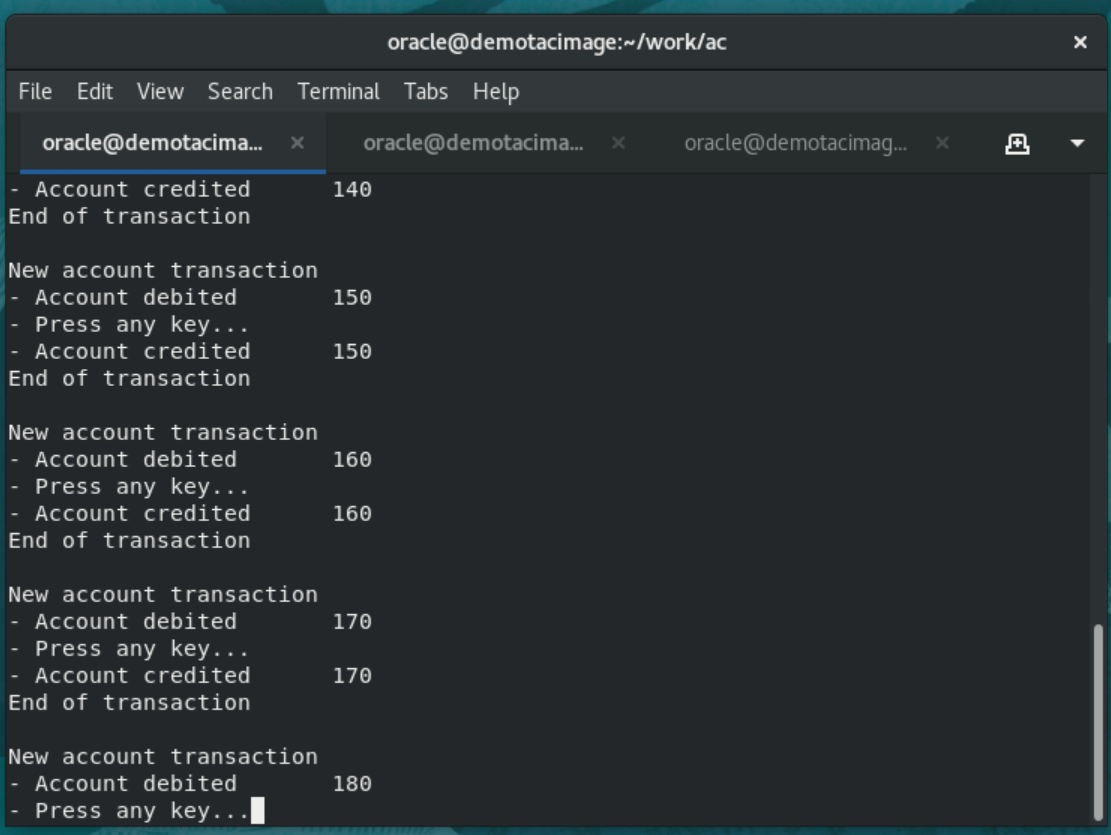 oracle@demotacimage:~/work/ac ×
File Edit View Search Terminal Tabs Help
oracle@demotacima... × oracle@demotacima... × oracle@demotacimag... ×
- Account credited 140
End of transaction

New account transaction
- Account debited 150
- Press any key...
- Account credited 150
End of transaction

New account transaction
- Account debited 160
- Press any key...
- Account credited 160
End of transaction

New account transaction
- Account debited 170
- Press any key...
- Account credited 170
End of transaction

New account transaction
- Account debited 180
- Press any key...